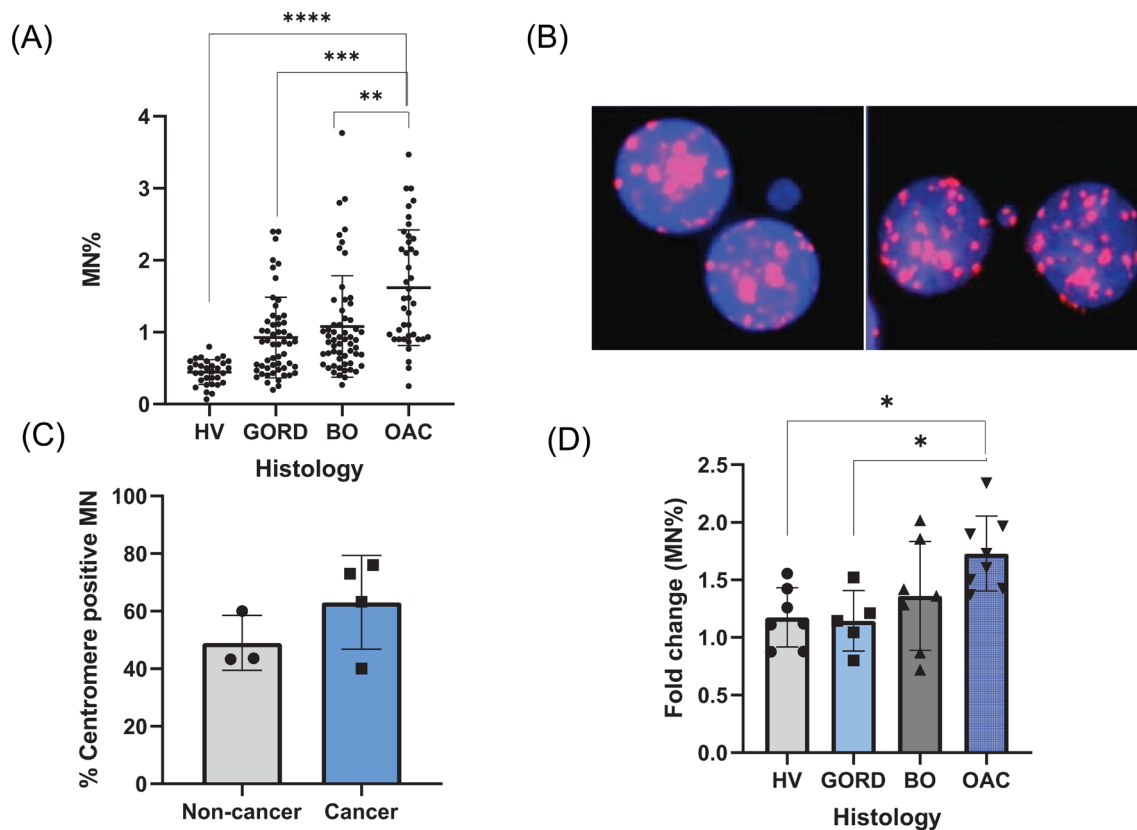 (A)
****
***
**
MN%
4
3
2
1
0
HV GORD BO OAC
Histology
(B)
(C)
% Centromere positive MN
100
80
60
40
20
0
Non-cancer Cancer
(D)
*
*
Fold change (MN%)
2.5
2.0
1.5
1.0
0.5
0.0
HV GORD BO OAC
Histology